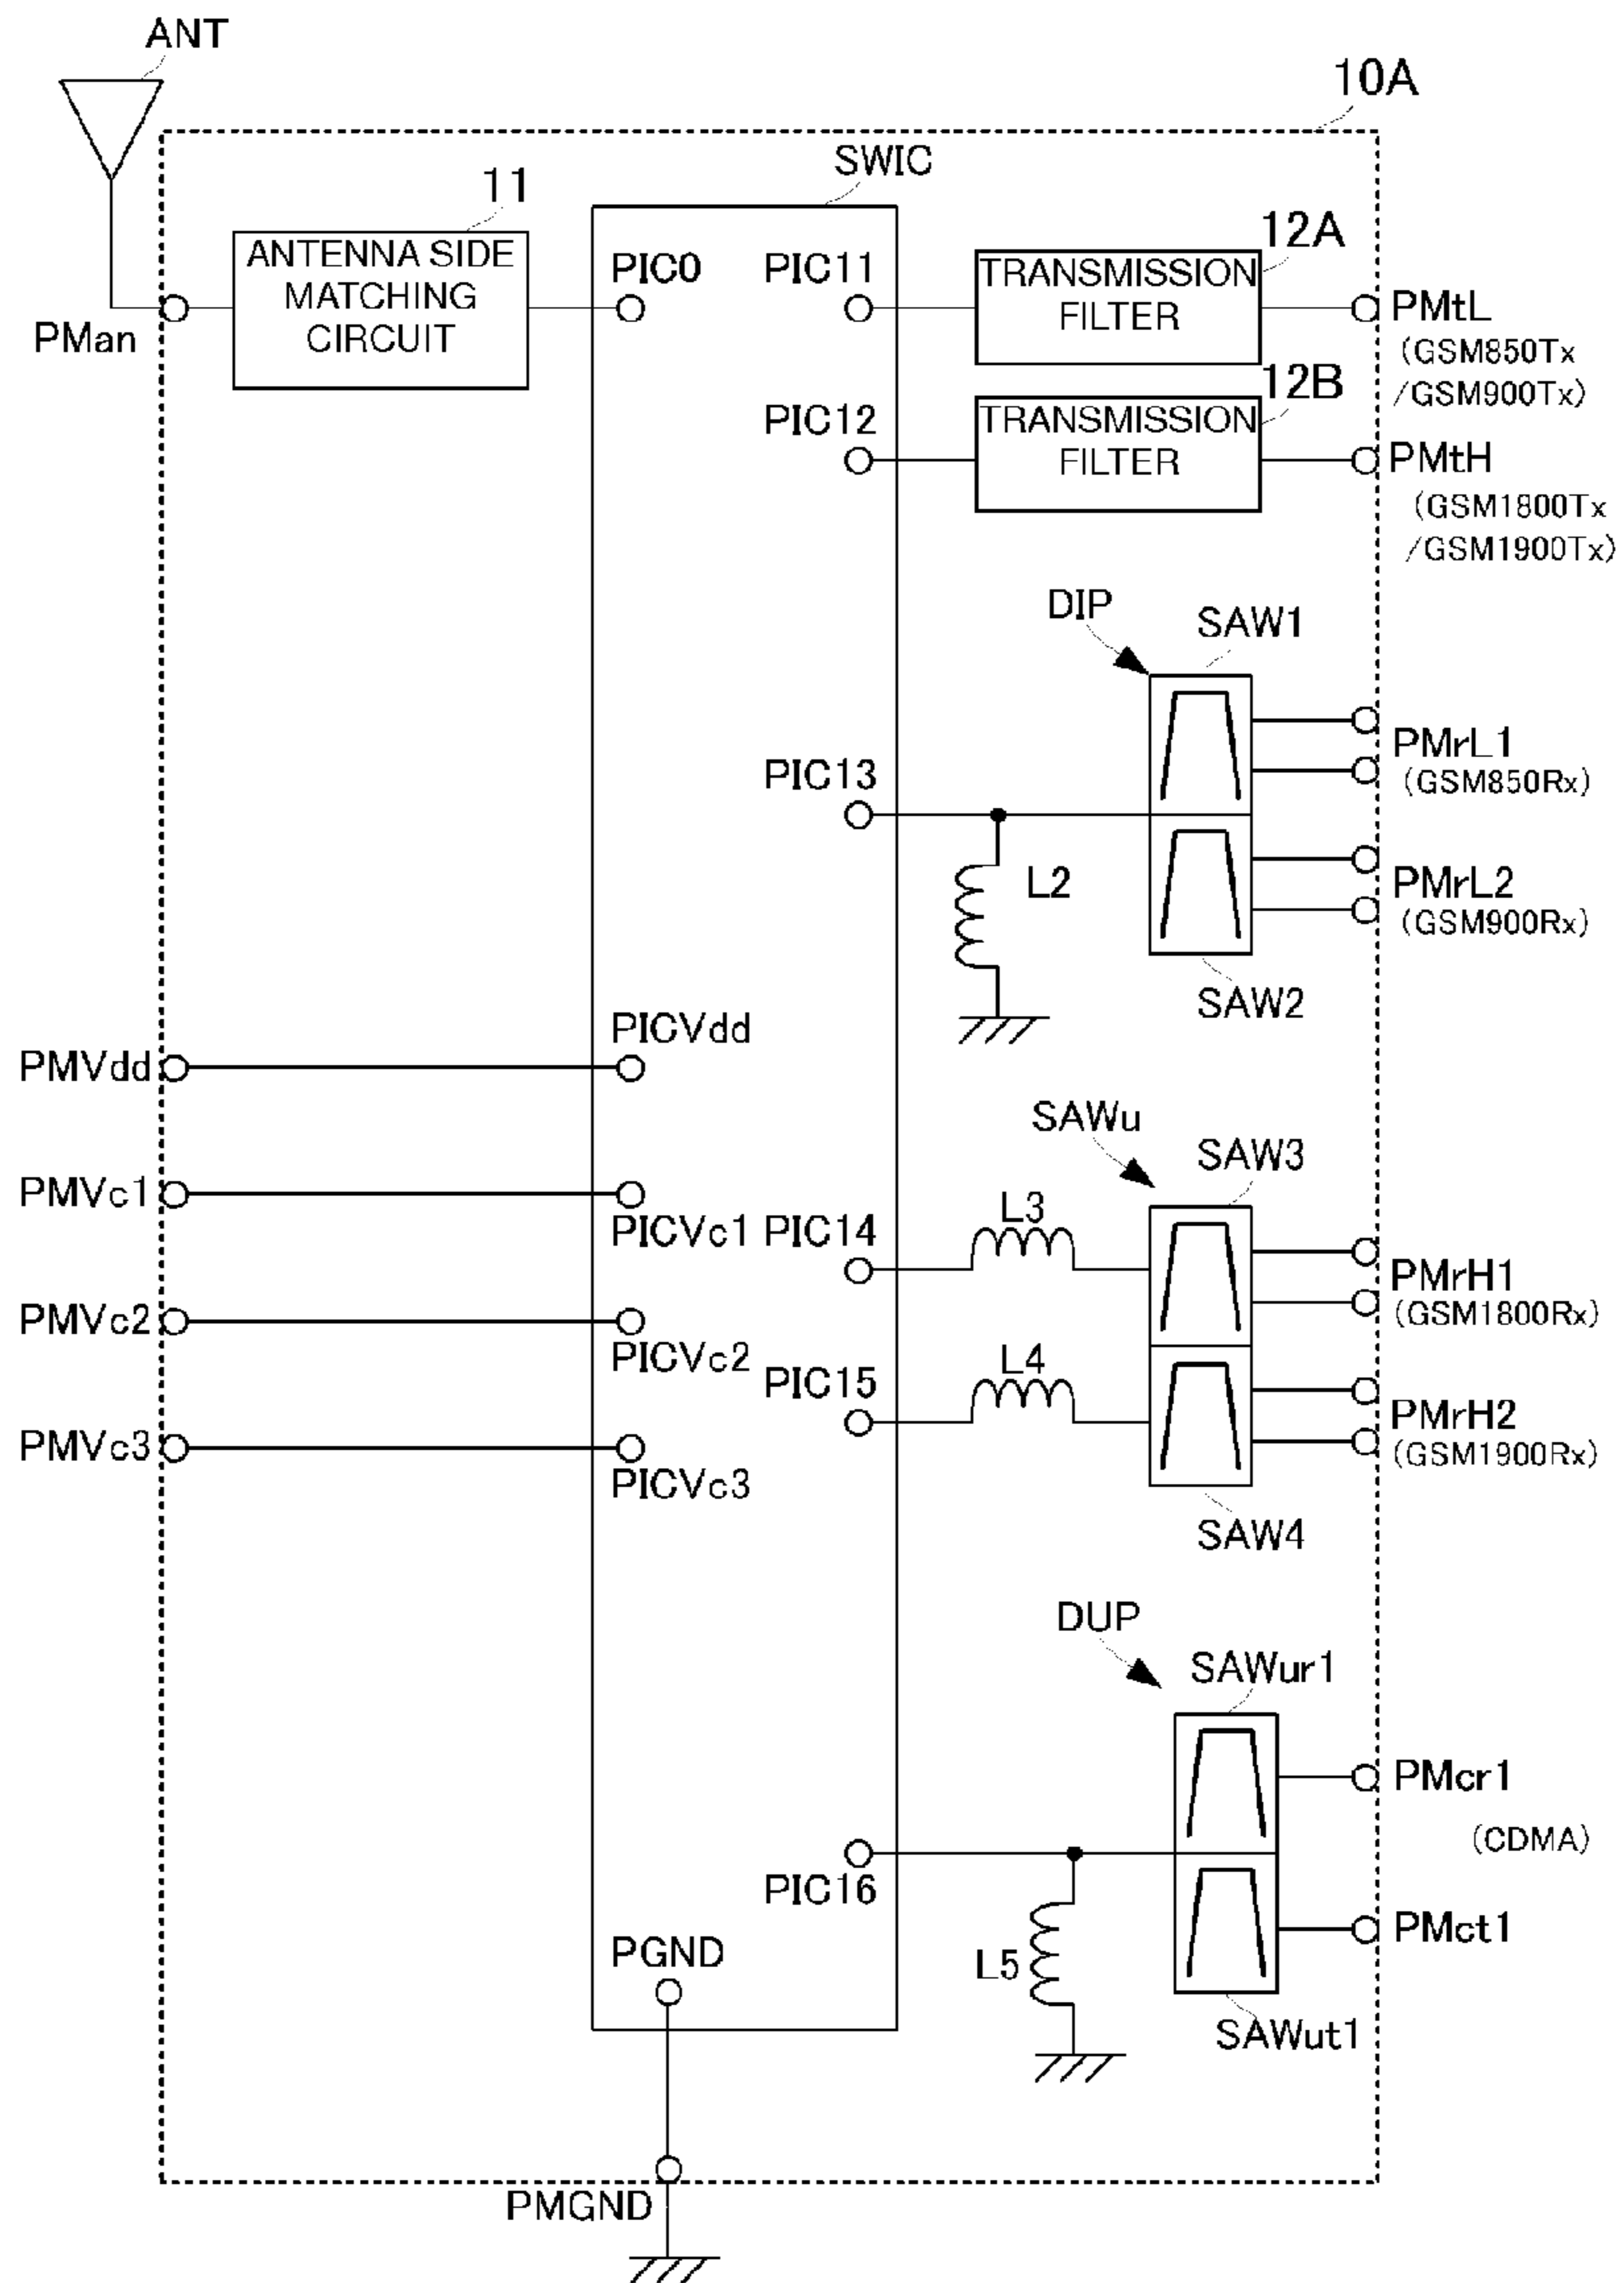 ANT
10A
SWIC
11
ANTENNA SIDE
MATCHING
CIRCUIT
PMan
PIC0
PIC11
12A
TRANSMISSION
FILTER
PMtL
(GSM850Tx
/GSM900Tx)
PIC12
12B
TRANSMISSION
FILTER
PMtH
(GSM1800Tx
/GSM1900Tx)
DIP
SAW1
PIC13
L2
PMrL1
(GSM850Rx)
PMrL2
(GSM900Rx)
SAW2
PMVdd
PICVdd
PMVc1
PICVc1
PMVc2
PICVc2
PMVc3
PICVc3
SAWu
SAW3
PIC14
L3
PMrH1
(GSM1800Rx)
PIC15
L4
PMrH2
(GSM1900Rx)
SAW4
DUP
SAWur1
PMcr1
(CDMA)
PIC16
L5
PMct1
SAWut1
PGND
PMGND